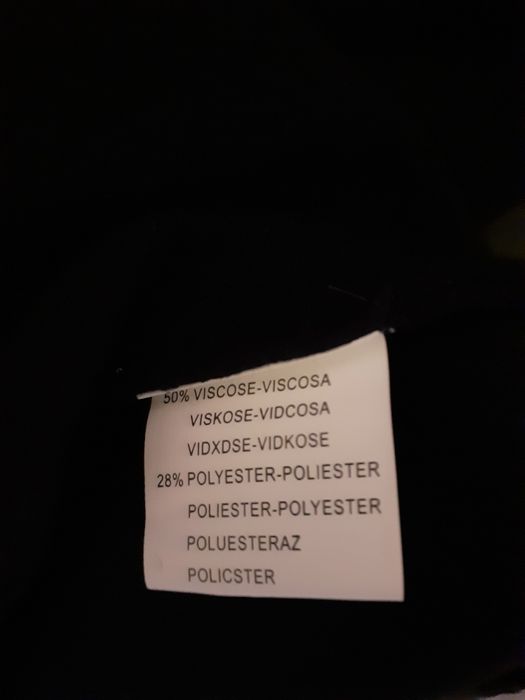 50% VISCOSE-VISCOSA
VISKOSE-VIDCOSA
VIDXDSE-VIDKOSE
28% POLYESTER-POLIESTER
POLIESTER-POLYESTER
POLUESTERAZ
POLICSTER